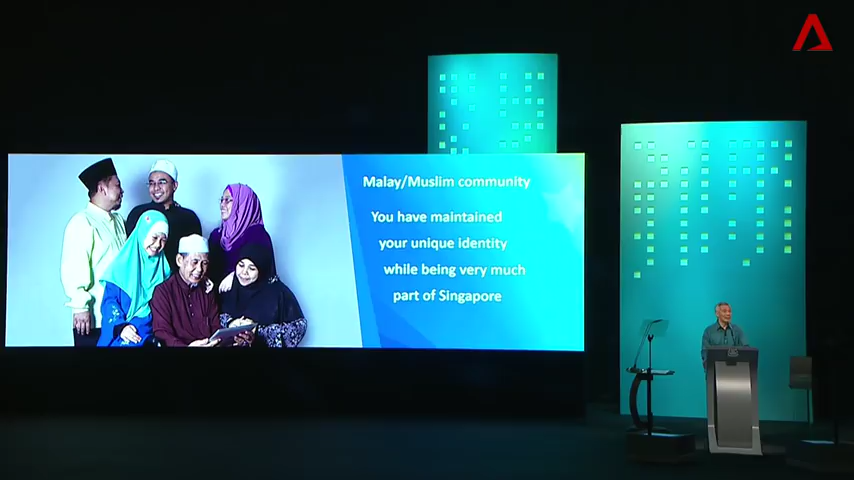 Malay/Muslim community
You have maintained
your unique identity
while being very much
part of Singapore